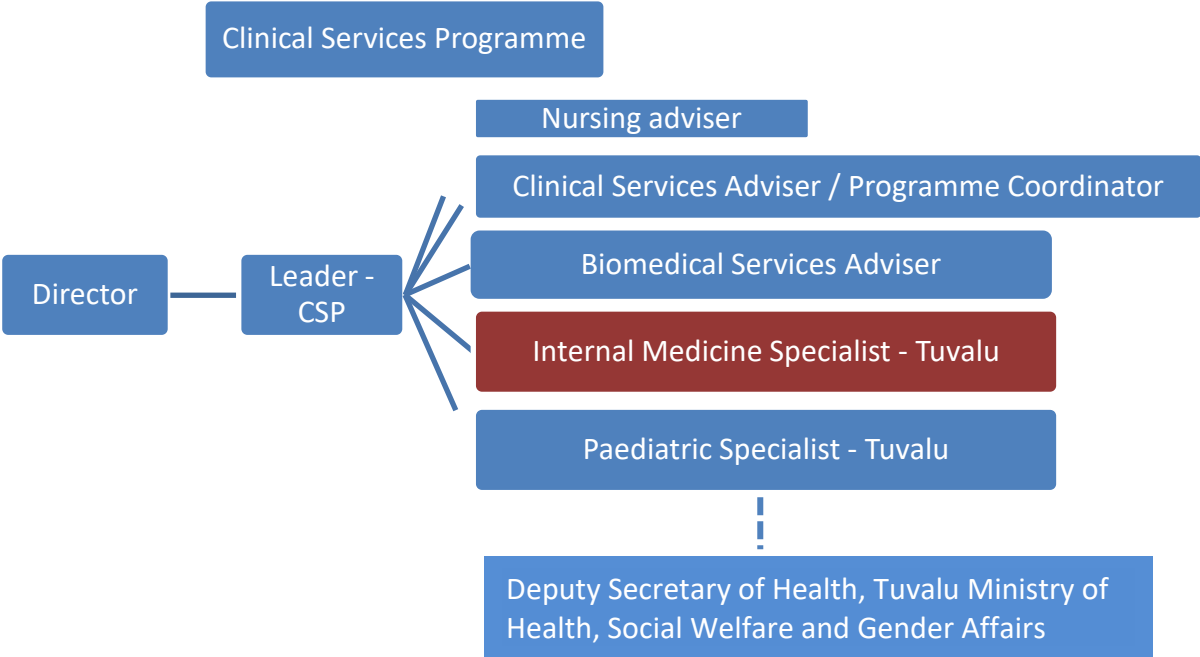 Clinical Services Programme
Nursing adviser
Clinical Services Adviser / Programme Coordinator
Director
Leader -
CSP
Biomedical Services Adviser
Internal Medicine Specialist - Tuvalu
Paediatric Specialist - Tuvalu
Deputy Secretary of Health, Tuvalu Ministry of
Health, Social Welfare and Gender Affairs